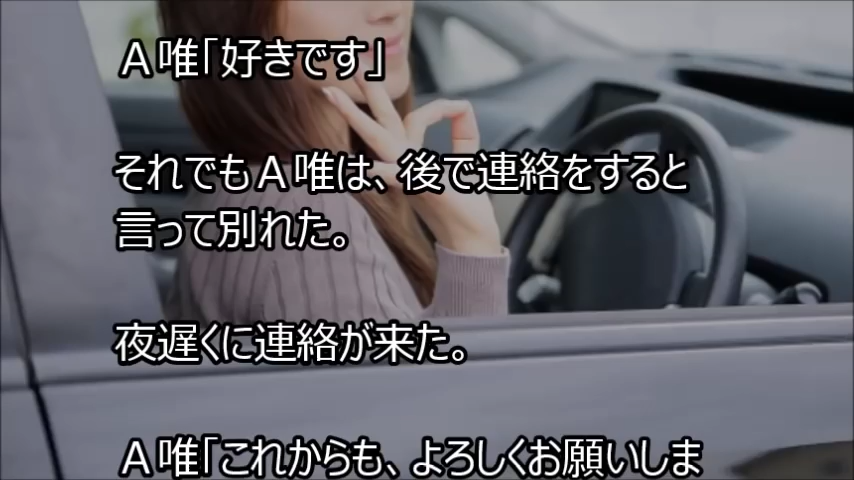 Ａ唯｢好きです｣
それでもＡ唯は、後で連絡をすると
言って別れた。
夜遅くに連絡が来た。
Ａ唯｢これからも、よろしくお願いしま